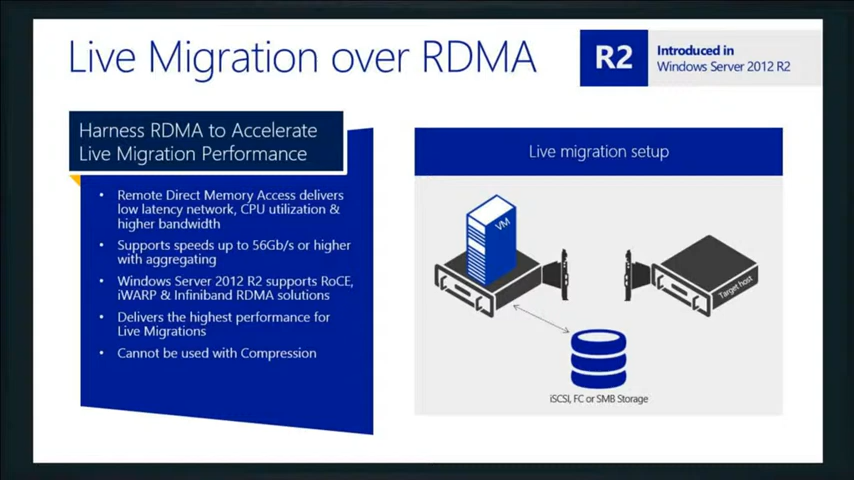 Live Migration over RDMA
R2
Introduced in
Windows Server 2012 R2
Harness RDMA to Accelerate
Live Migration Performance
• Remote Direct Memory Access delivers
low latency network, CPU utilization &
higher bandwidth
• Supports speeds up to 56Gb/s or higher
with aggregating
• Windows Server 2012 R2 supports RoCE,
iWARP & Infiniband RDMA solutions
• Delivers the highest performance for
Live Migrations
• Cannot be used with Compression
Live migration setup
VM
Target host
iSCSI, FC or SMB Storage